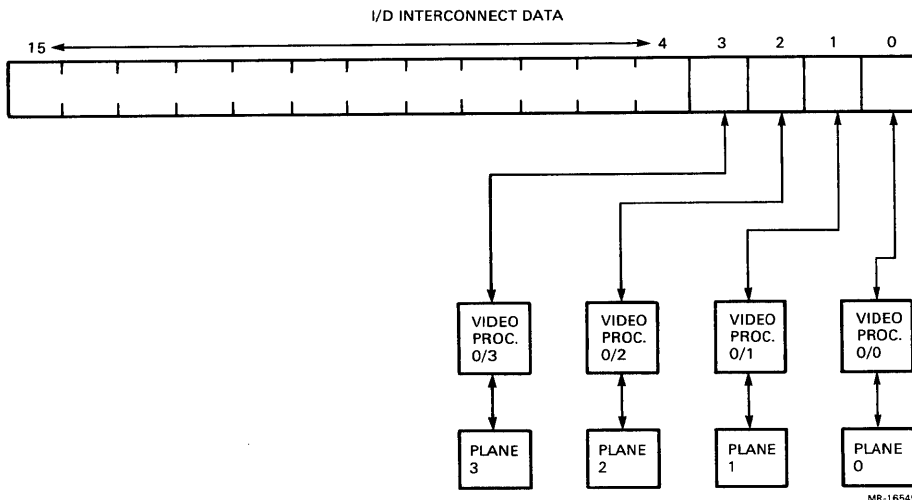 I/D INTERCONNECT DATA
15 4 3 2 1 0
VIDEO PROC. 0/3
VIDEO PROC. 0/2
VIDEO PROC. 0/1
VIDEO PROC. 0/0
PLANE 3
PLANE 2
PLANE 1
PLANE 0